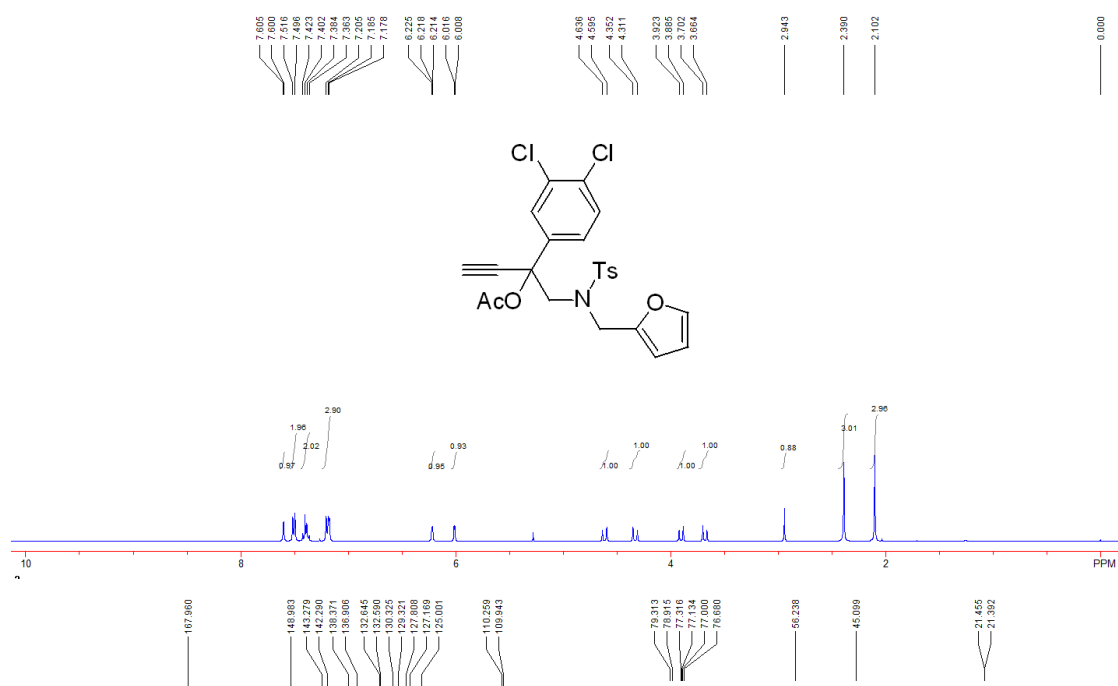 7.605 7.600 7.516 7.496 7.423 7.402 7.384 7.363 7.205 7.185 7.178 6.225 6.218 6.214 6.016 6.008 4.636 4.595 4.352 4.311 3.923 3.885 3.702 3.664 2.943 2.390 2.102 0.000
Cl Cl
Ts
AcO N O
0.97 1.96 2.02 2.90 0.95 0.93 1.00 1.00 1.00 1.00 0.88 3.01 2.96
10 8 6 4 2 PPM
167.960 148.983 143.279 142.290 138.371 136.906 132.645 132.590 130.325 129.321 127.808 127.169 125.001 110.259 109.943 79.313 78.915 77.316 77.134 77.000 76.680 56.238 45.099 21.455 21.392